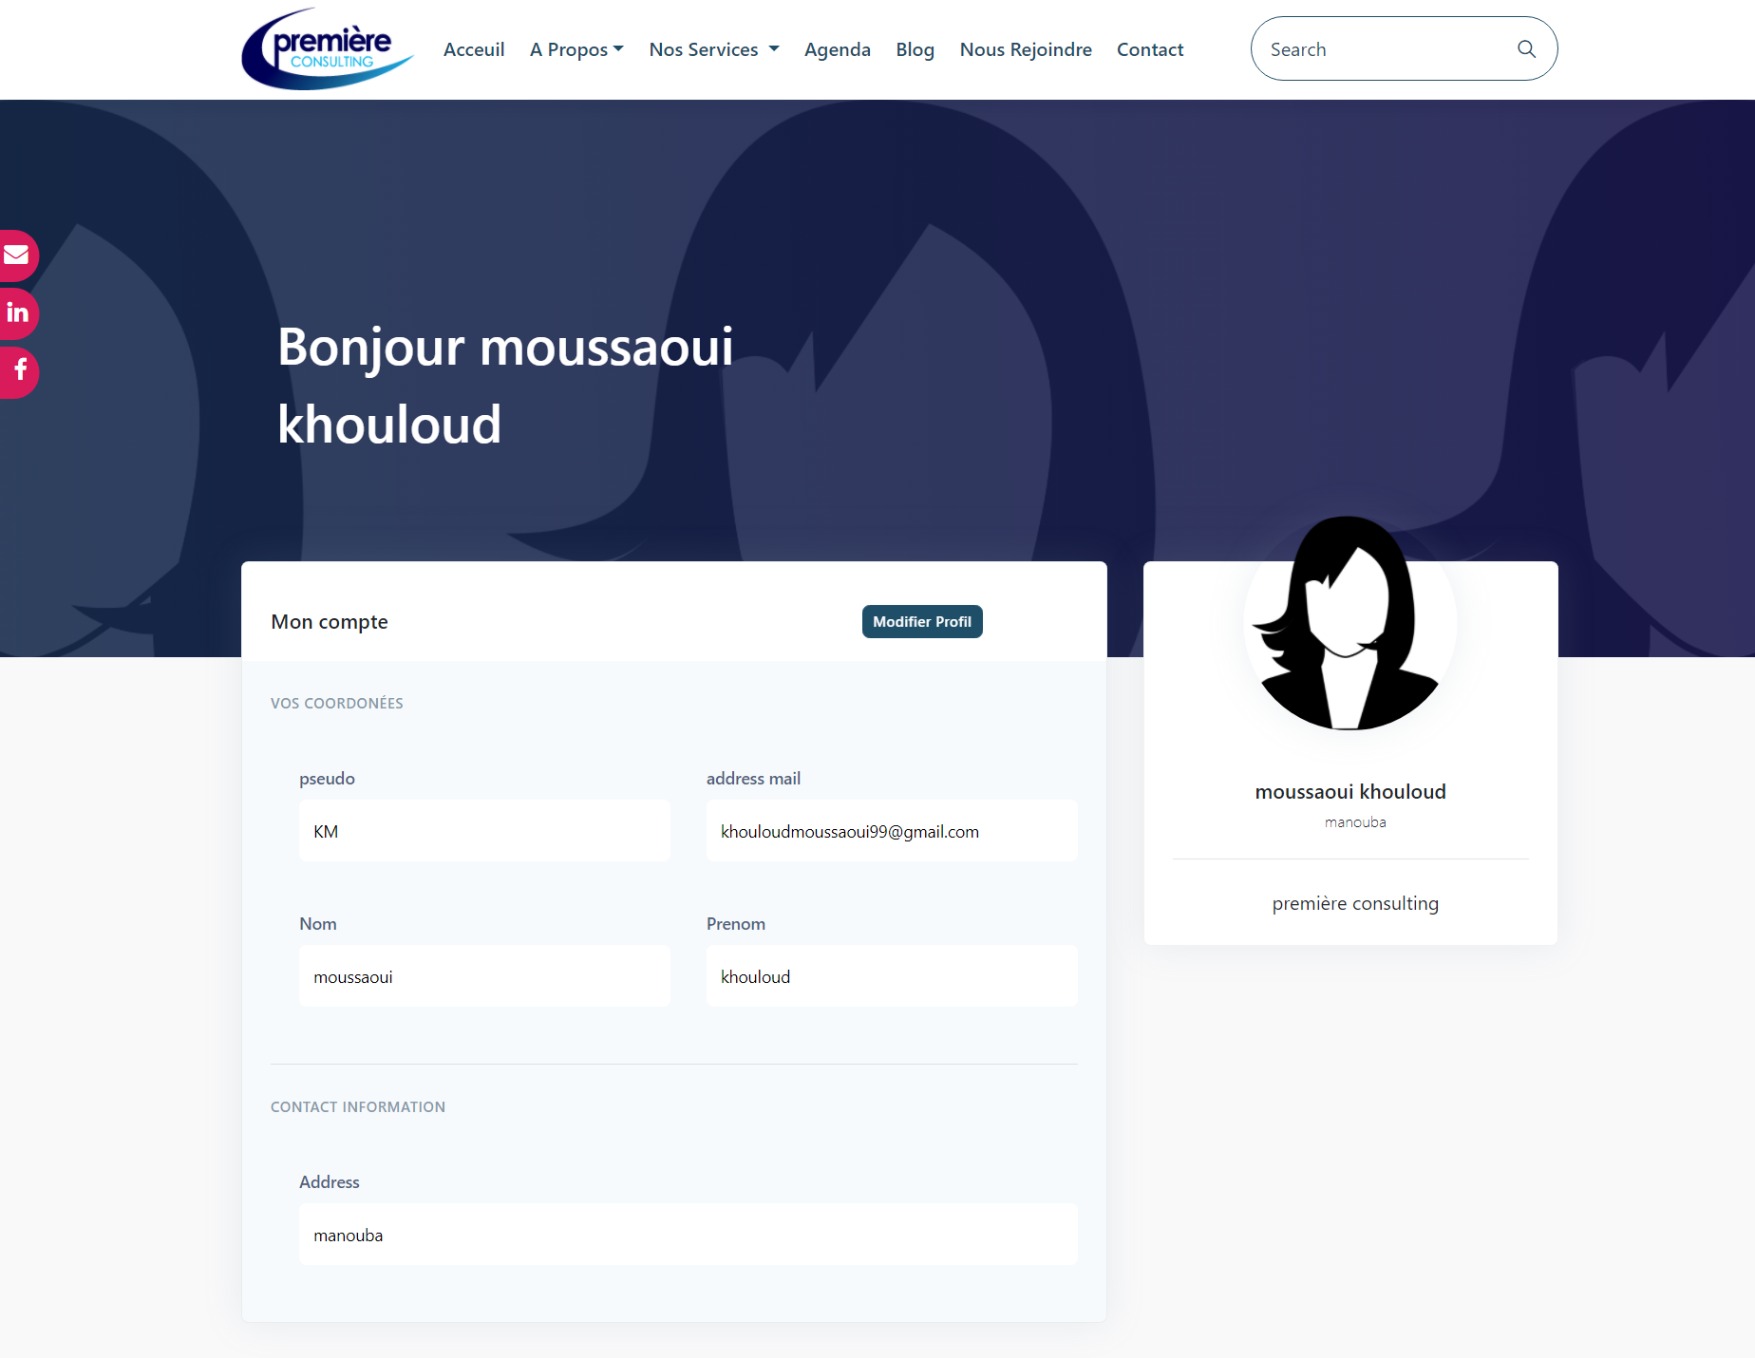 première
CONSULTING
Acceuil A Propos Nos Services Agenda Blog Nous Rejoindre Contact
Search
Bonjour moussaoui
khouloud
Mon compte
Modifier Profil
VOS COORDONÉES
pseudo
address mail
KM
khouloudmoussaoui99@gmail.com
Nom
Prenom
moussaoui
khouloud
CONTACT INFORMATION
Address
manouba
moussaoui khouloud
manouba
première consulting